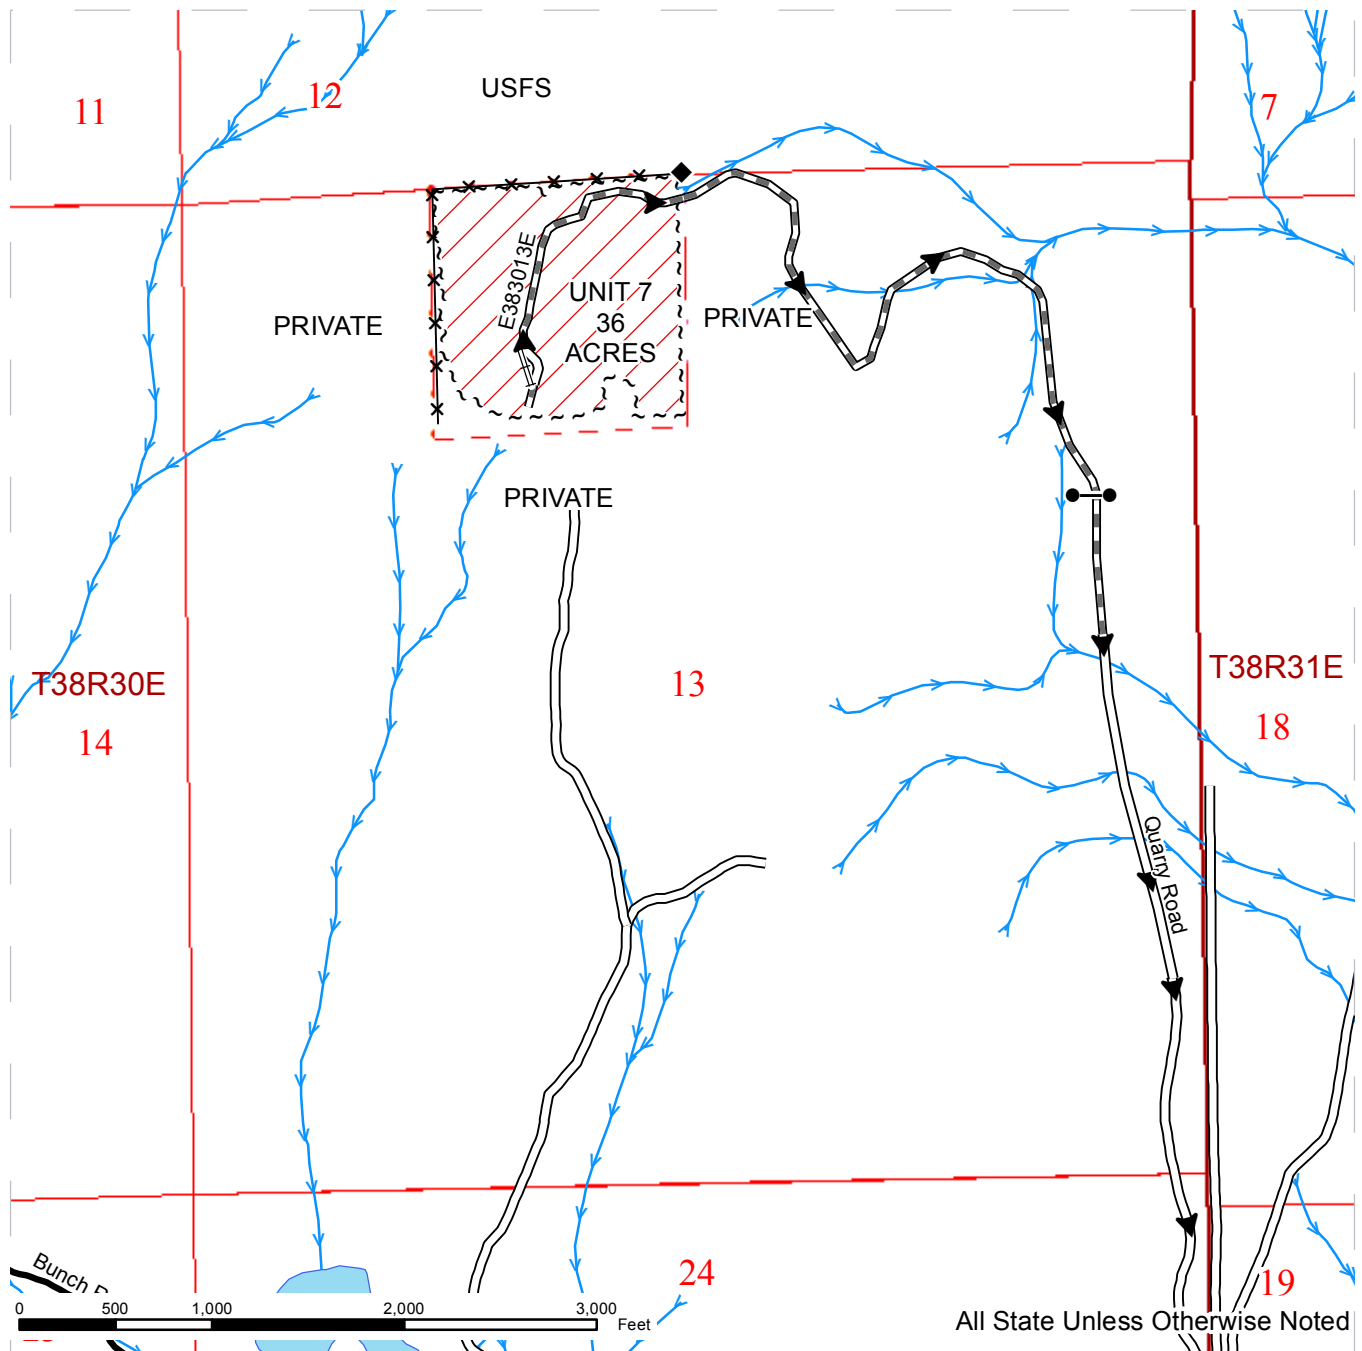 USFS
11
12
7
E383013E
UNIT 7
36
ACRES
PRIVATE
PRIVATE
PRIVATE
T38R30E
13
T38R31E
14
18
Quarry Road
24
19
Bunch
0 500 1,000 2,000 3,000
Feet
All State Unless Otherwise Noted